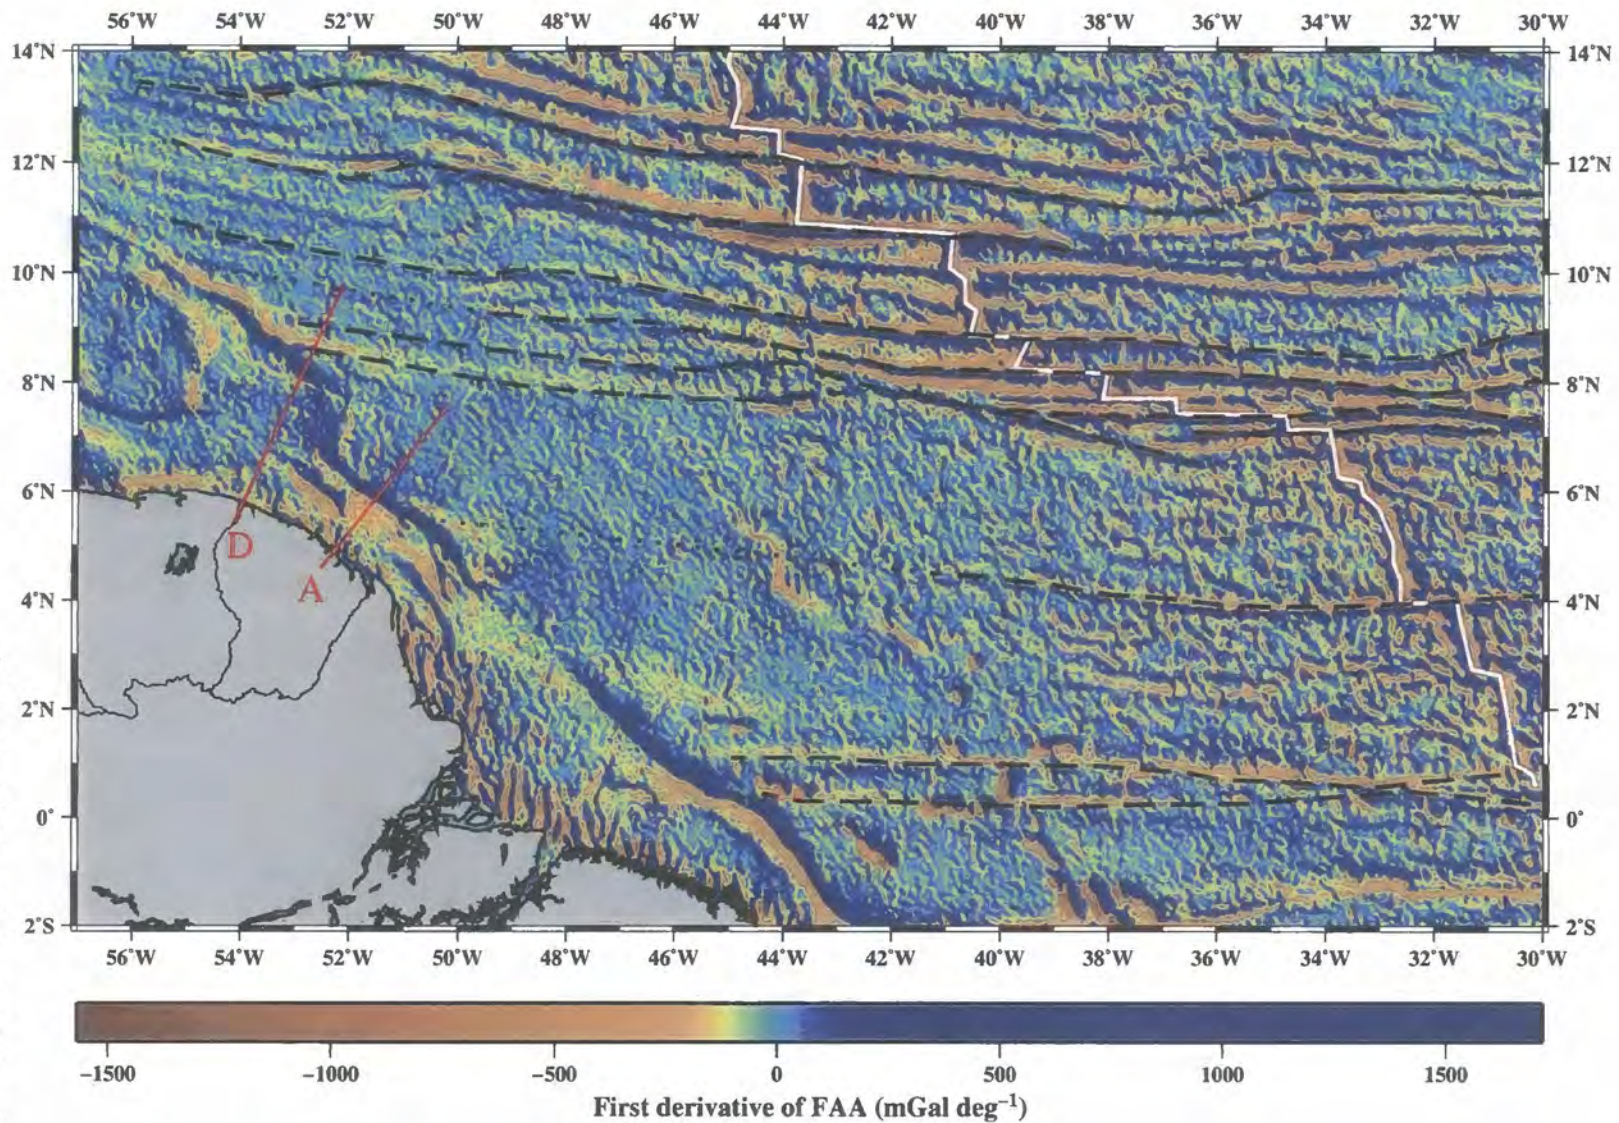 56˚W 54˚W 52˚W 50˚W 48˚W 46˚W 44˚W 42˚W 40˚W 38˚W 36˚W 34˚W 32˚W 30˚W
14˚N 14˚N
12˚N 12˚N
10˚N 10˚N
8˚N 8˚N
6˚N 6˚N
D
A
4˚N 4˚N
2˚N 2˚N
0˚ 0˚
2˚S 2˚S
56˚W 54˚W 52˚W 50˚W 48˚W 46˚W 44˚W 42˚W 40˚W 38˚W 36˚W 34˚W 32˚W 30˚W
−1500 −1000 −500 0 500 1000 1500
First derivative of FAA (mGal deg⁻¹)